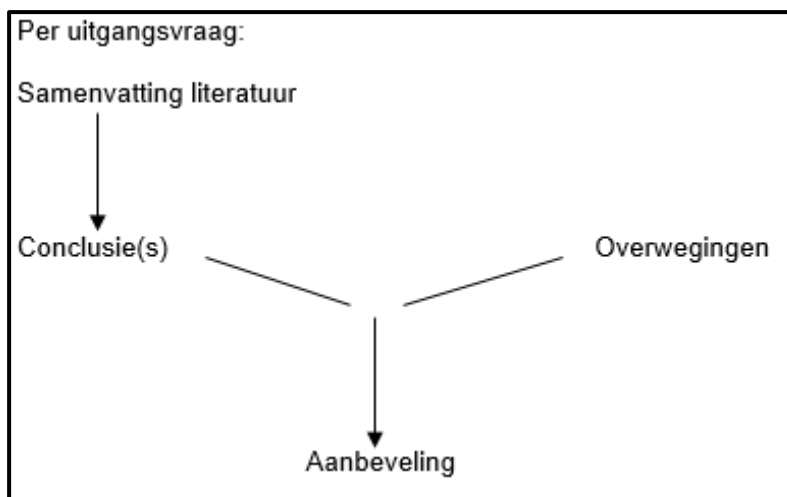 Per uitgangsvraag:
Samenvatting literatuur
Conclusie(s)
Overwegingen
Aanbeveling